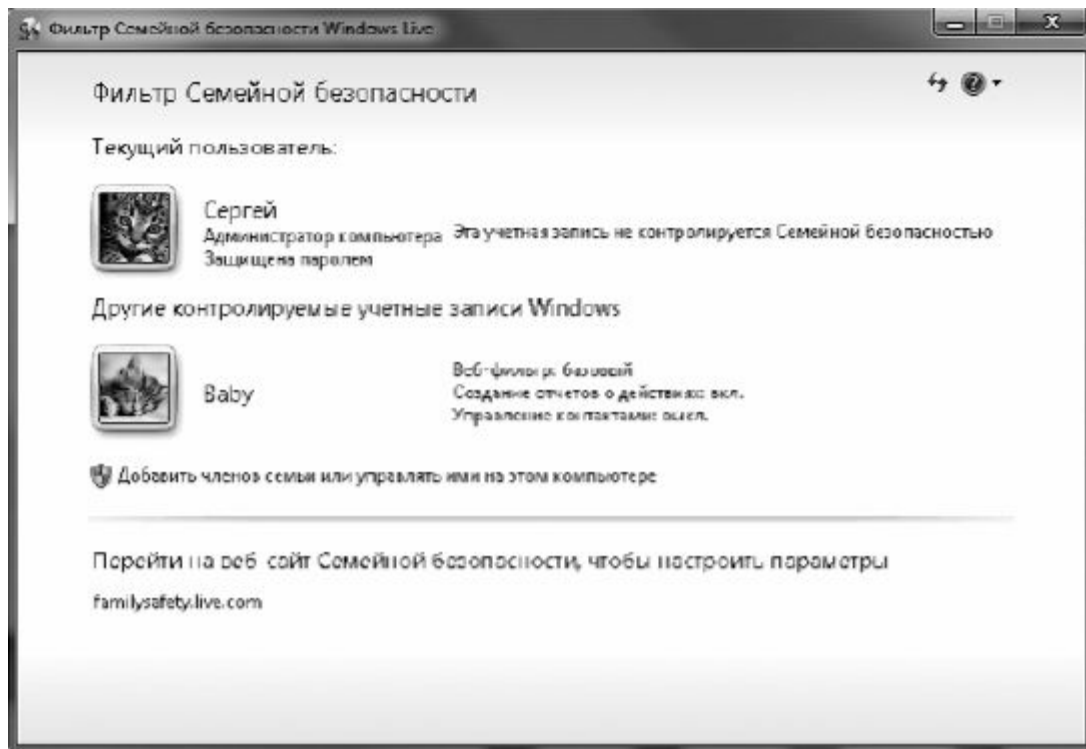 Фильтр Семейной безопасности Windows Live
Фильтр Семейной безопасности
Текущий пользователь:
Сергей
Администратор компьютера
Защищена паролем
Эта учетная запись не контролируется Семейной безопасностью
Другие контролируемые учетные записи Windows
Baby
Веб-фильтр: базовый
Создание отчетов о действиях: вкл.
Управление контактами: выкл.
Добавить членов семьи или управлять ими на этом компьютере
Перейти на веб-сайт Семейной безопасности, чтобы настроить параметры
familysafety.live.com